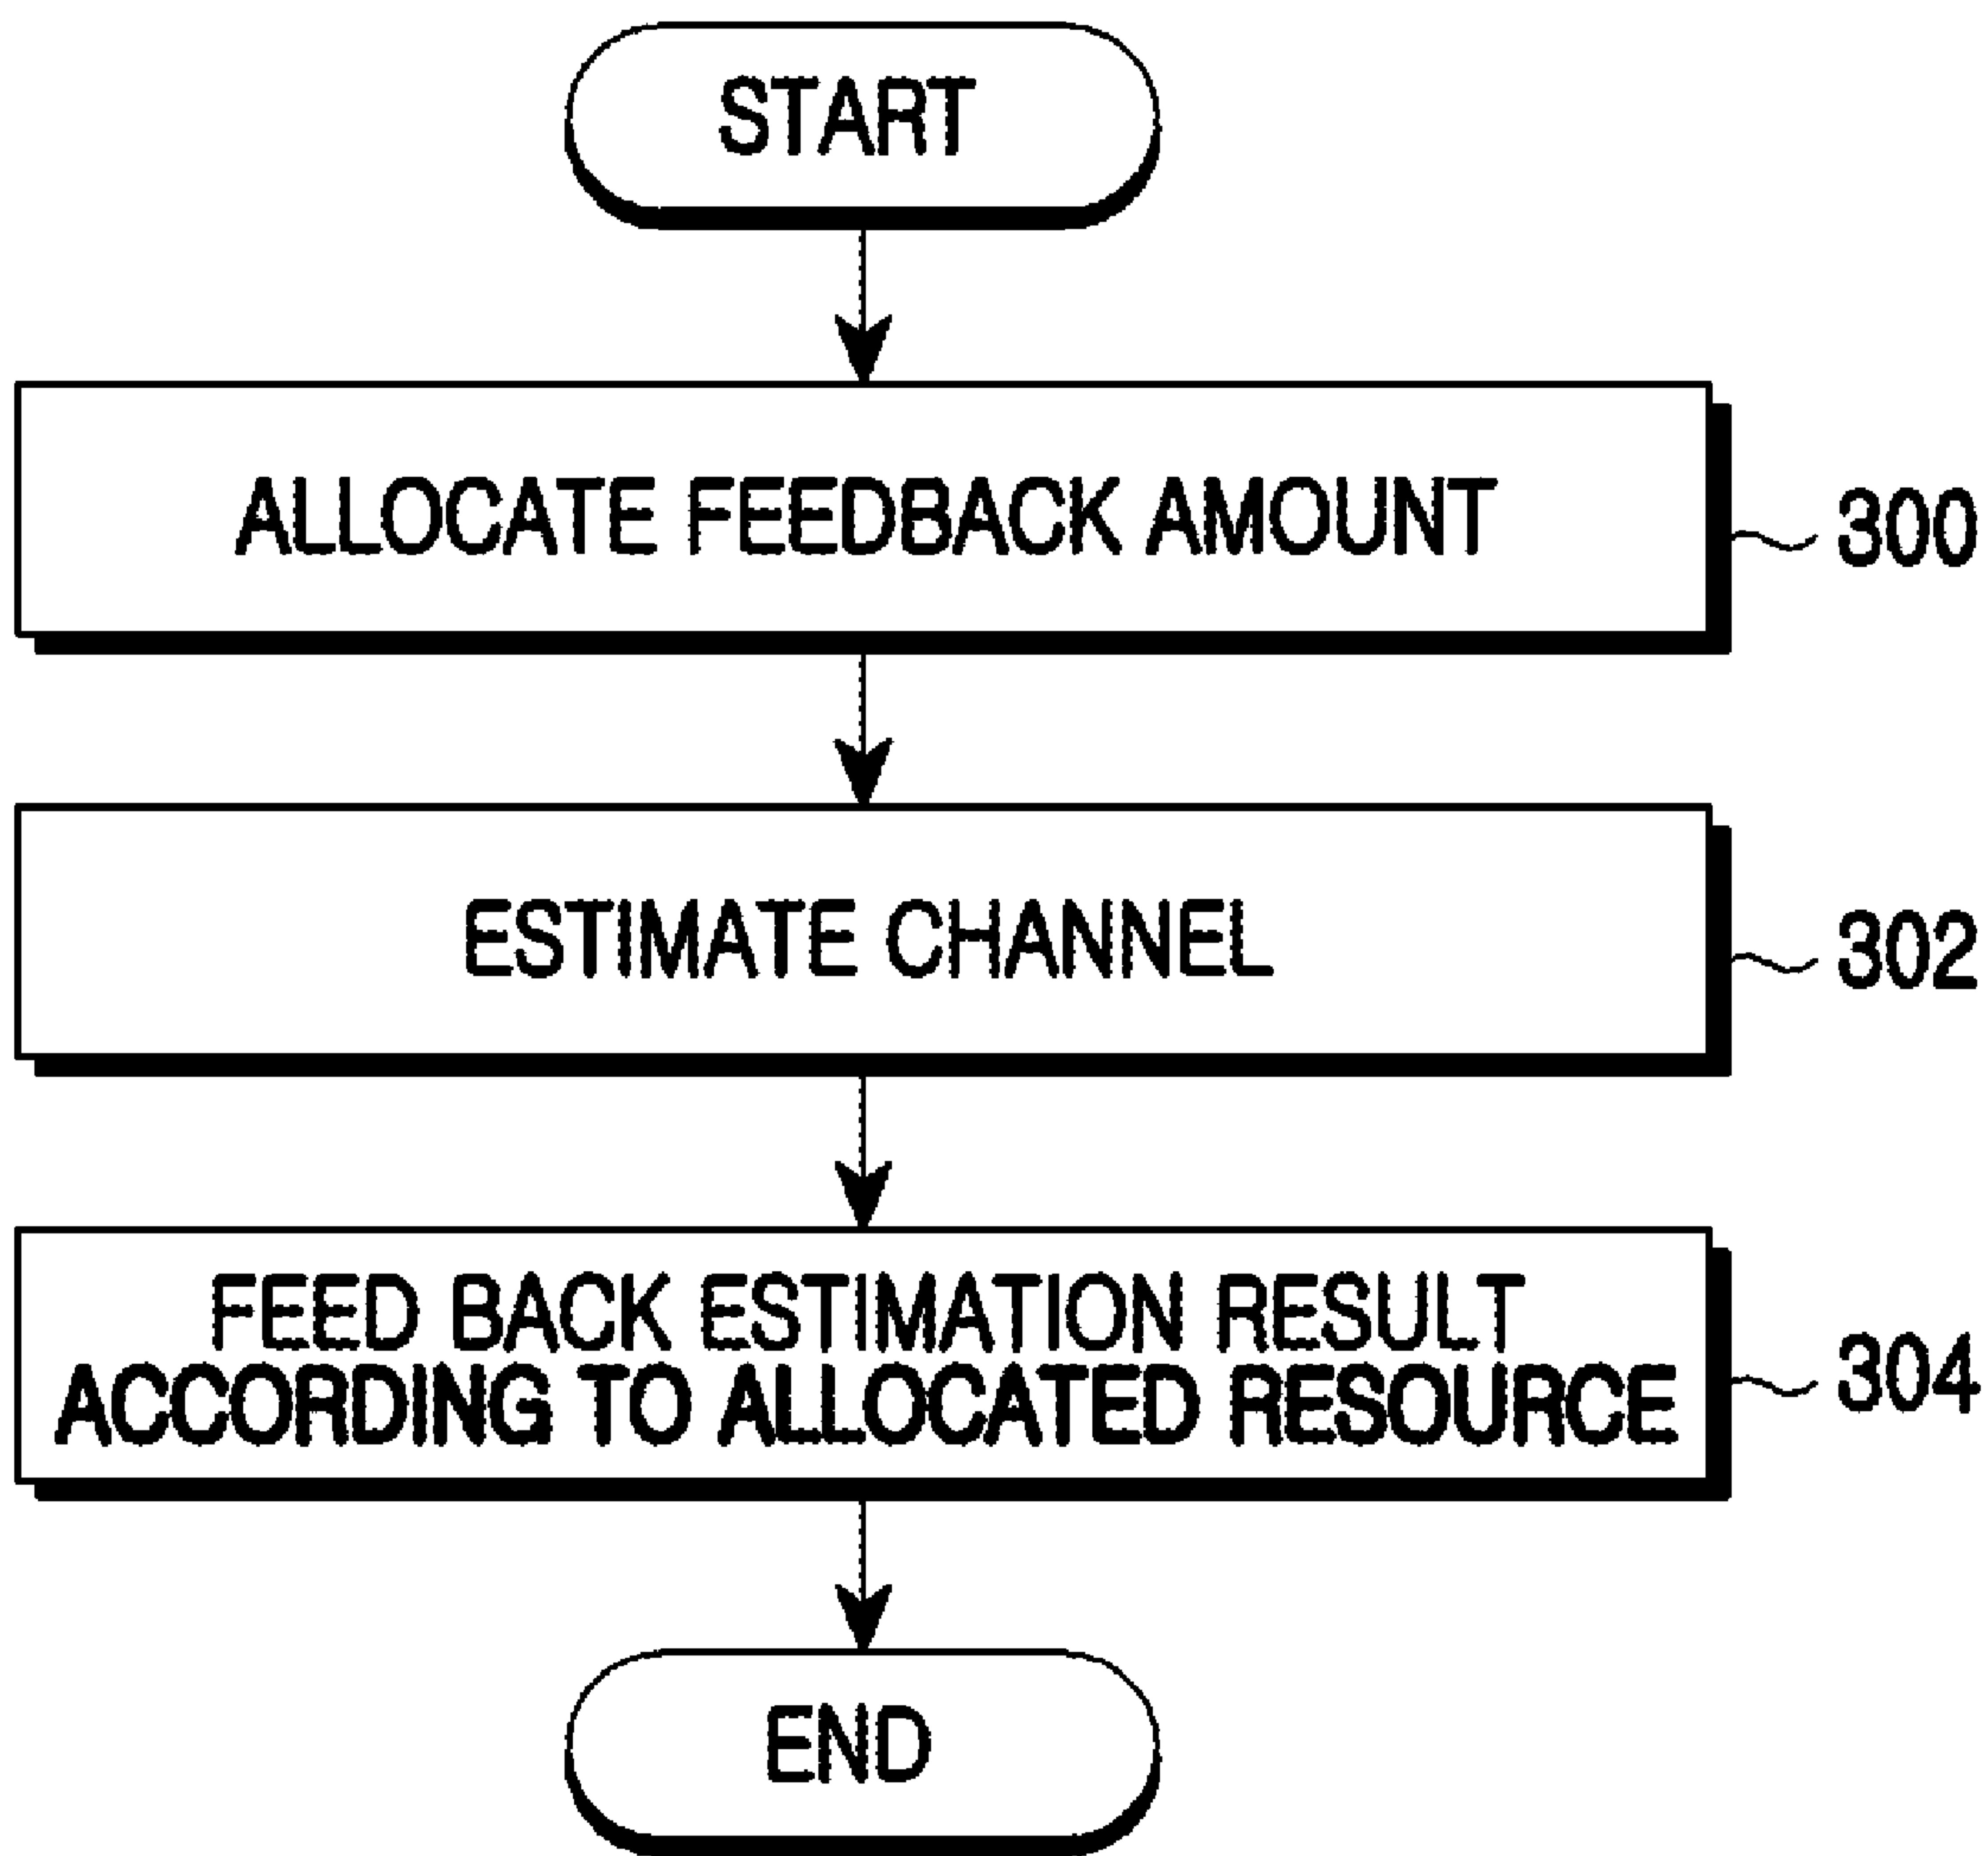 START
ALLOCATE FEEDBACK AMOUNT
300
ESTIMATE CHANNEL
302
FEED BACK ESTIMATION RESULT
ACCORDING TO ALLOCATED RESOURCE
304
END